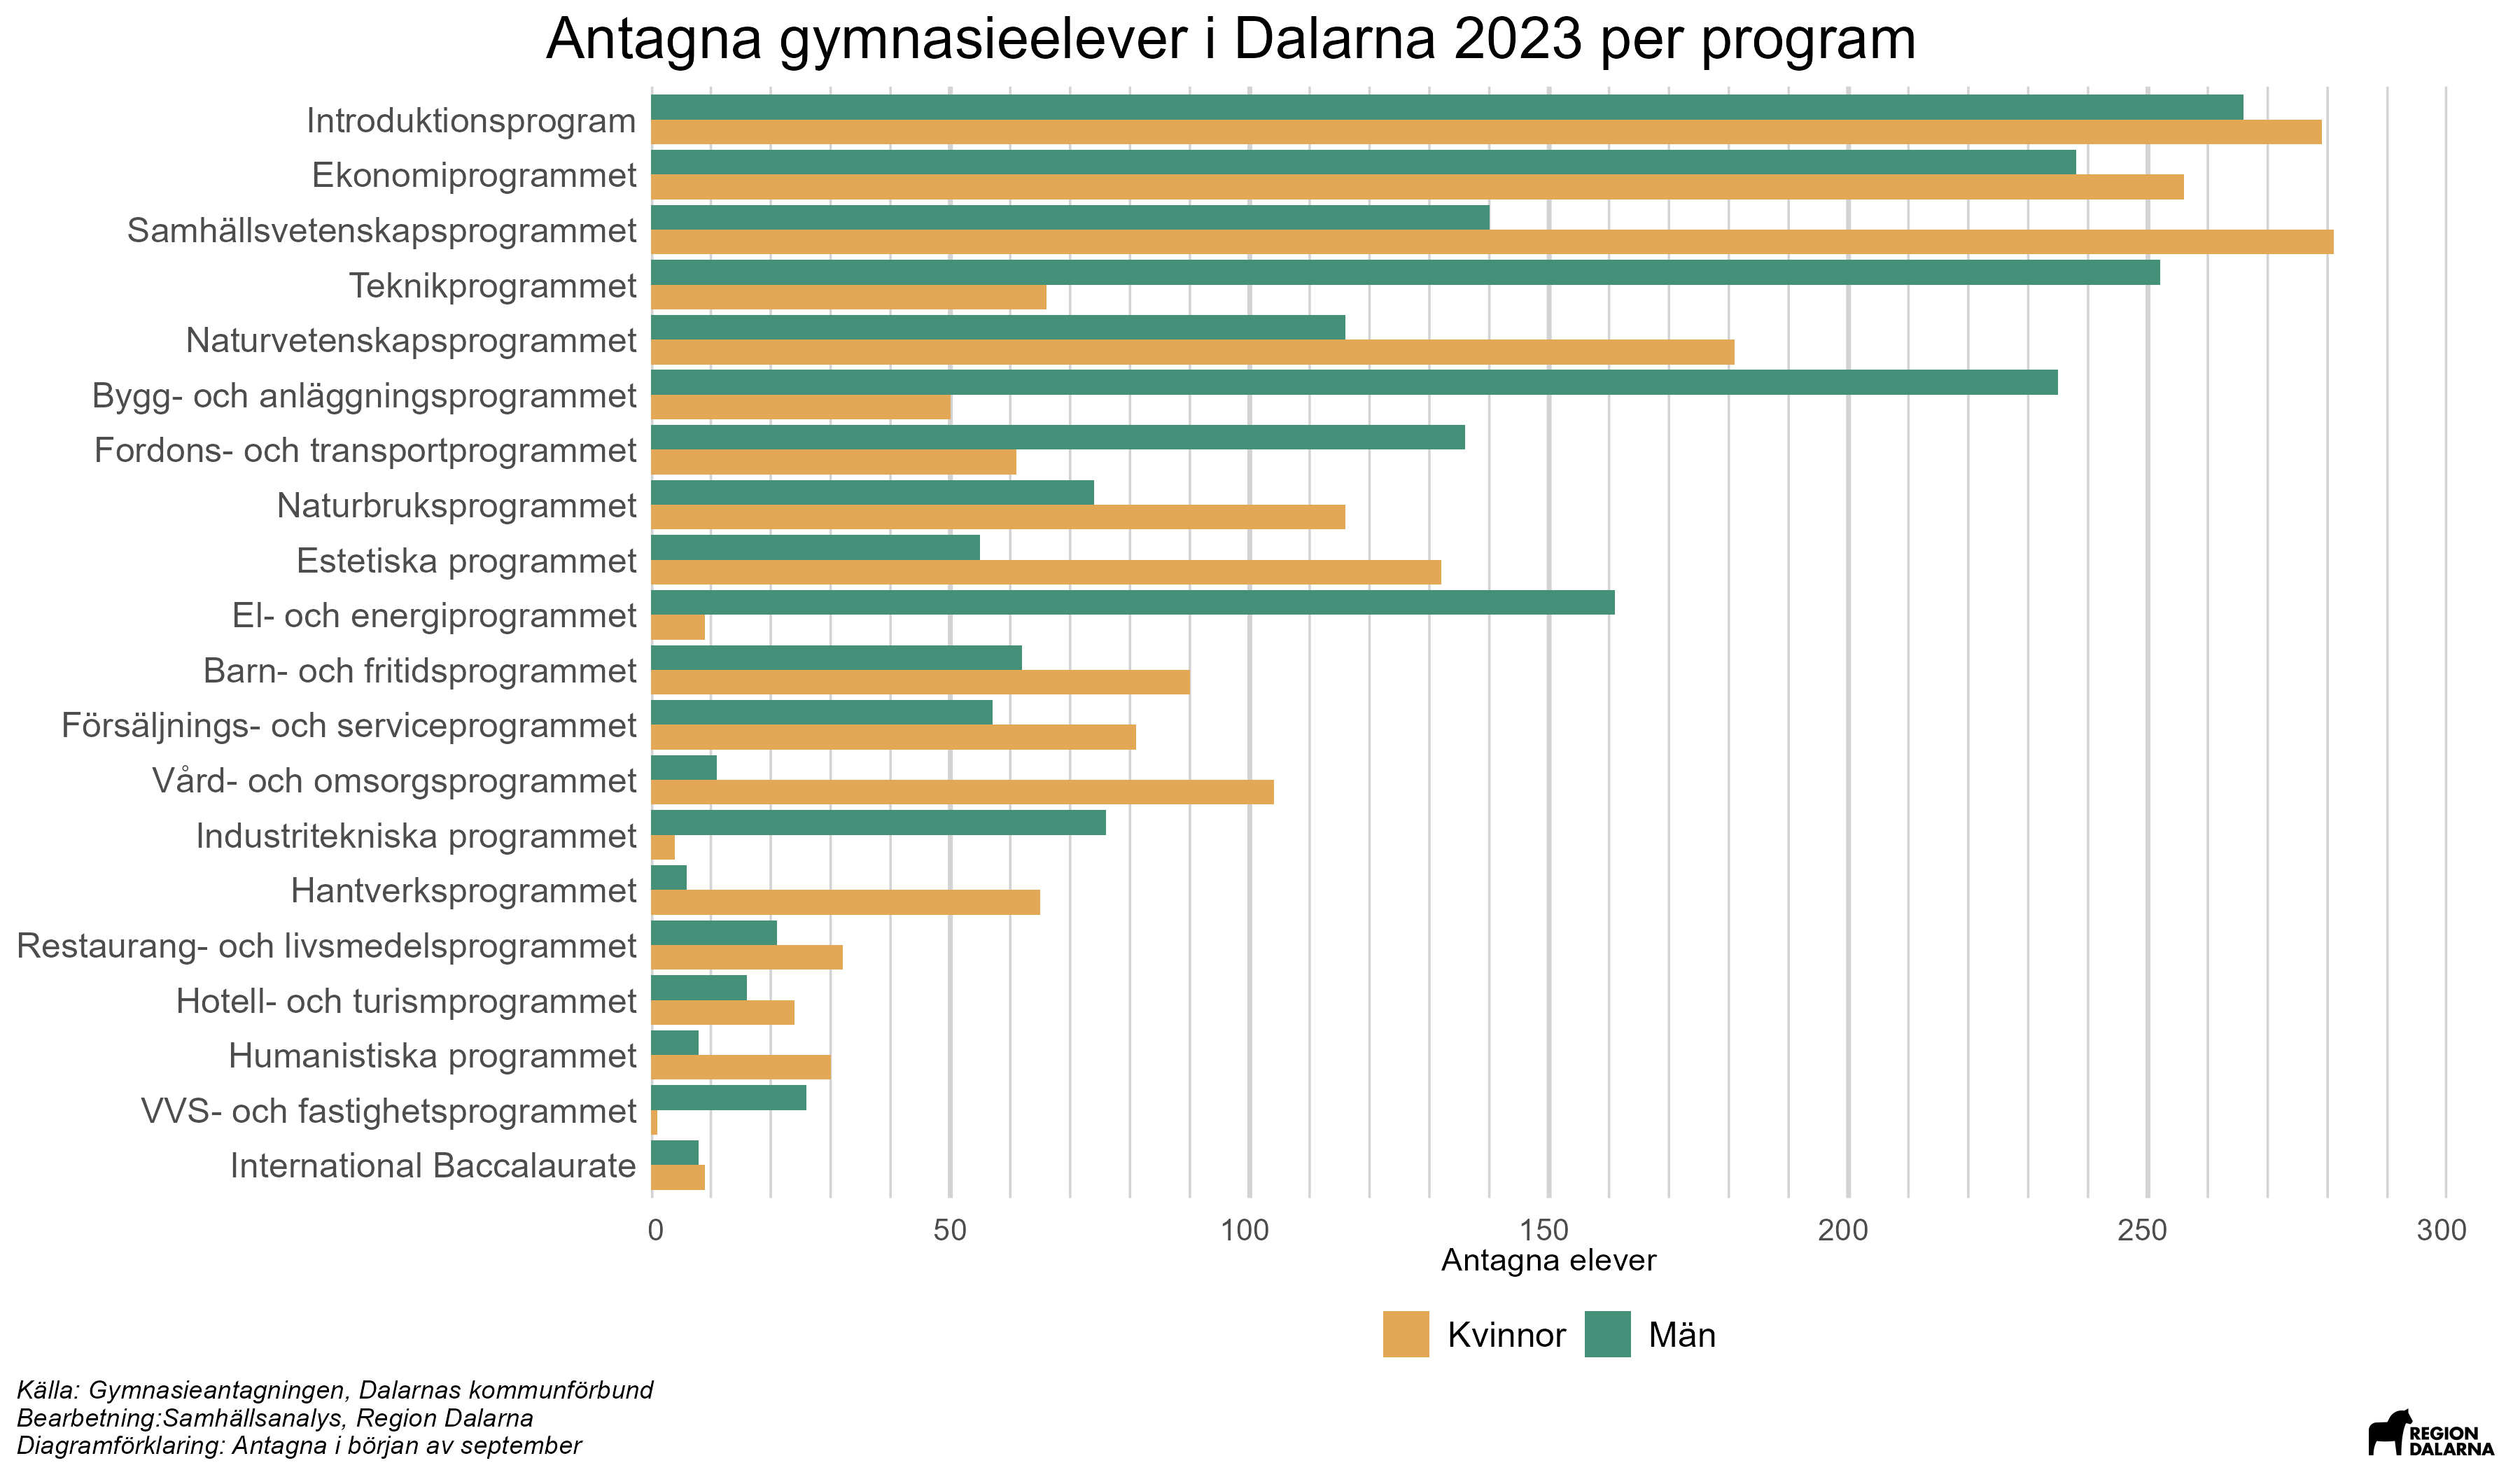 Antagna gymnasieelever i Dalarna 2023 per program
Introduktionsprogram
Ekonomiprogrammet
Samhällsvetenskapsprogrammet
Teknikprogrammet
Naturvetenskapsprogrammet
Bygg- och anläggningsprogrammet
Fordons- och transportprogrammet
Naturbruksprogrammet
Estetiska programmet
El- och energiprogrammet
Barn- och fritidsprogrammet
Försäljnings- och serviceprogrammet
Vård- och omsorgsprogrammet
Industritekniska programmet
Hantverksprogrammet
Restaurang- och livsmedelsprogrammet
Hotell- och turismprogrammet
Humanistiska programmet
VVS- och fastighetsprogrammet
International Baccalaurate
0 50 100 150 200 250 300
Antagna elever
Kvinnor Män
Källa: Gymnasieantagningen, Dalarnas kommunförbund
Bearbetning:Samhällsanalys, Region Dalarna
Diagramförklaring: Antagna i början av september
REGION
DALARNA